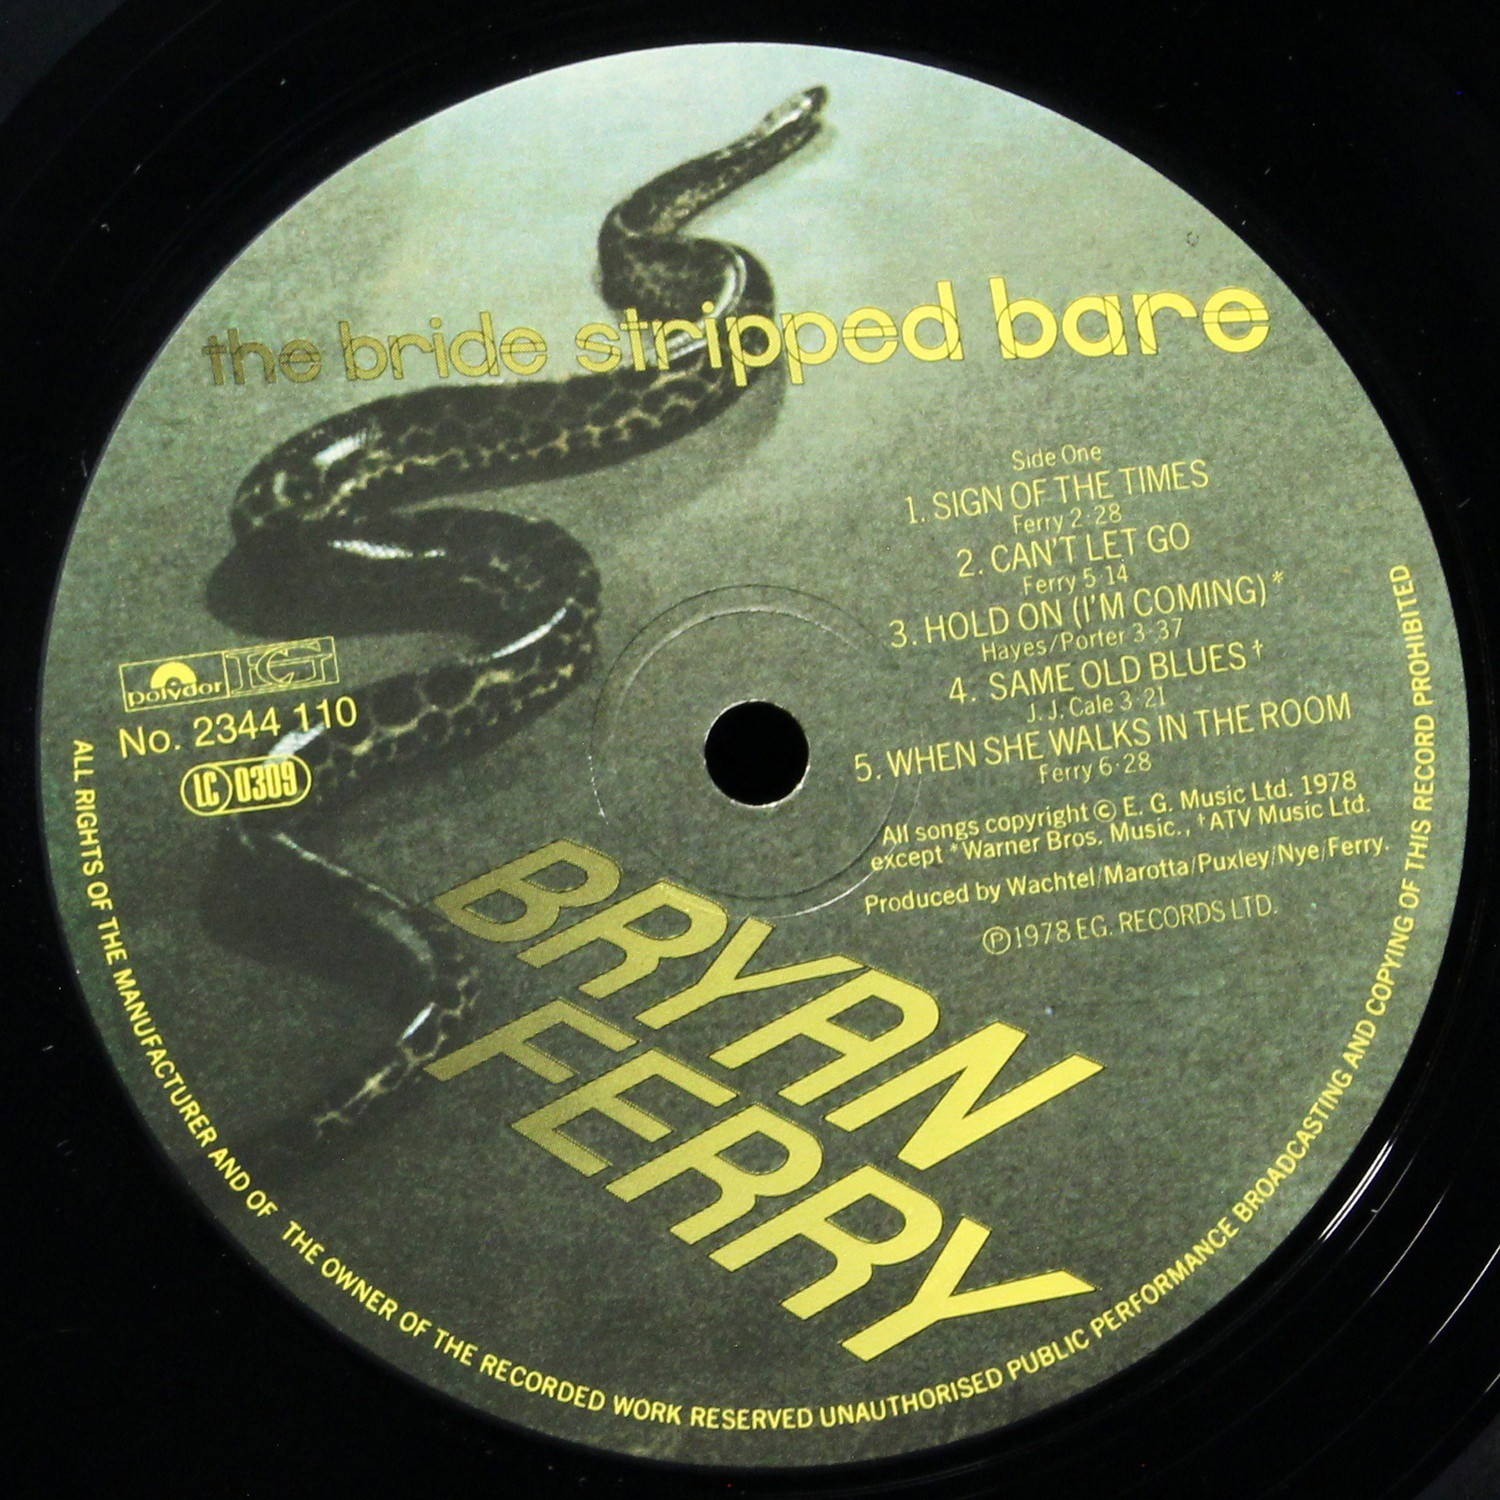 the bride stripped bare
Side One
1. SIGN OF THE TIMES
Ferry 2·28
2. CAN'T LET GO
Ferry 5·14
3. HOLD ON (I'M COMING)*
Hayes/Porter 3·37
4. SAME OLD BLUES†
J. J. Cale 3·21
5. WHEN SHE WALKS IN THE ROOM
Ferry 6·28
All songs copyright © E. G. Music Ltd. 1978
except *Warner Bros. Music., †ATV Music Ltd.
Produced by Wachtel/Marotta/Puxley/Nye/Ferry.
Ⓟ1978 EG. RECORDS LTD.
polydor EG
No. 2344 110
LC 0309
BRYAN
FERRY
ALL RIGHTS OF THE MANUFACTURER AND OF THE OWNER OF THE RECORDED WORK RESERVED UNAUTHORISED PUBLIC PERFORMANCE BROADCASTING AND COPYING OF THIS RECORD PROHIBITED